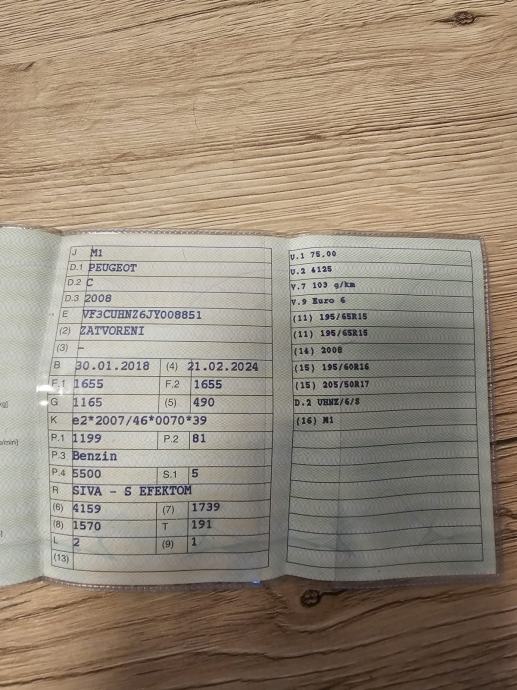 J M1
D.1 PEUGEOT
D.2 C
D.3 2008
E VF3CUHNZ6JY008851
(2) ZATVORENI
(3) –
B 30.01.2018 (4) 21.02.2024
F.1 1655 F.2 1655
G 1165 (5) 490
K e2*2007/46*0070*39
P.1 1199 P.2 81
P.3 Benzin
P.4 5500 S.1 5
R SIVA - S EFEKTOM
(6) 4159 (7) 1739
(8) 1570 T 191
L 2 (9) 1
(13)
U.1 75,00
U.2 4125
V.7 103 g/km
V.9 Euro 6
(11) 195/65R15
(11) 195/65R15
(14) 2008
(15) 195/60R16
(15) 205/50R17
D.2 UHNZ/6/S
(16) M1